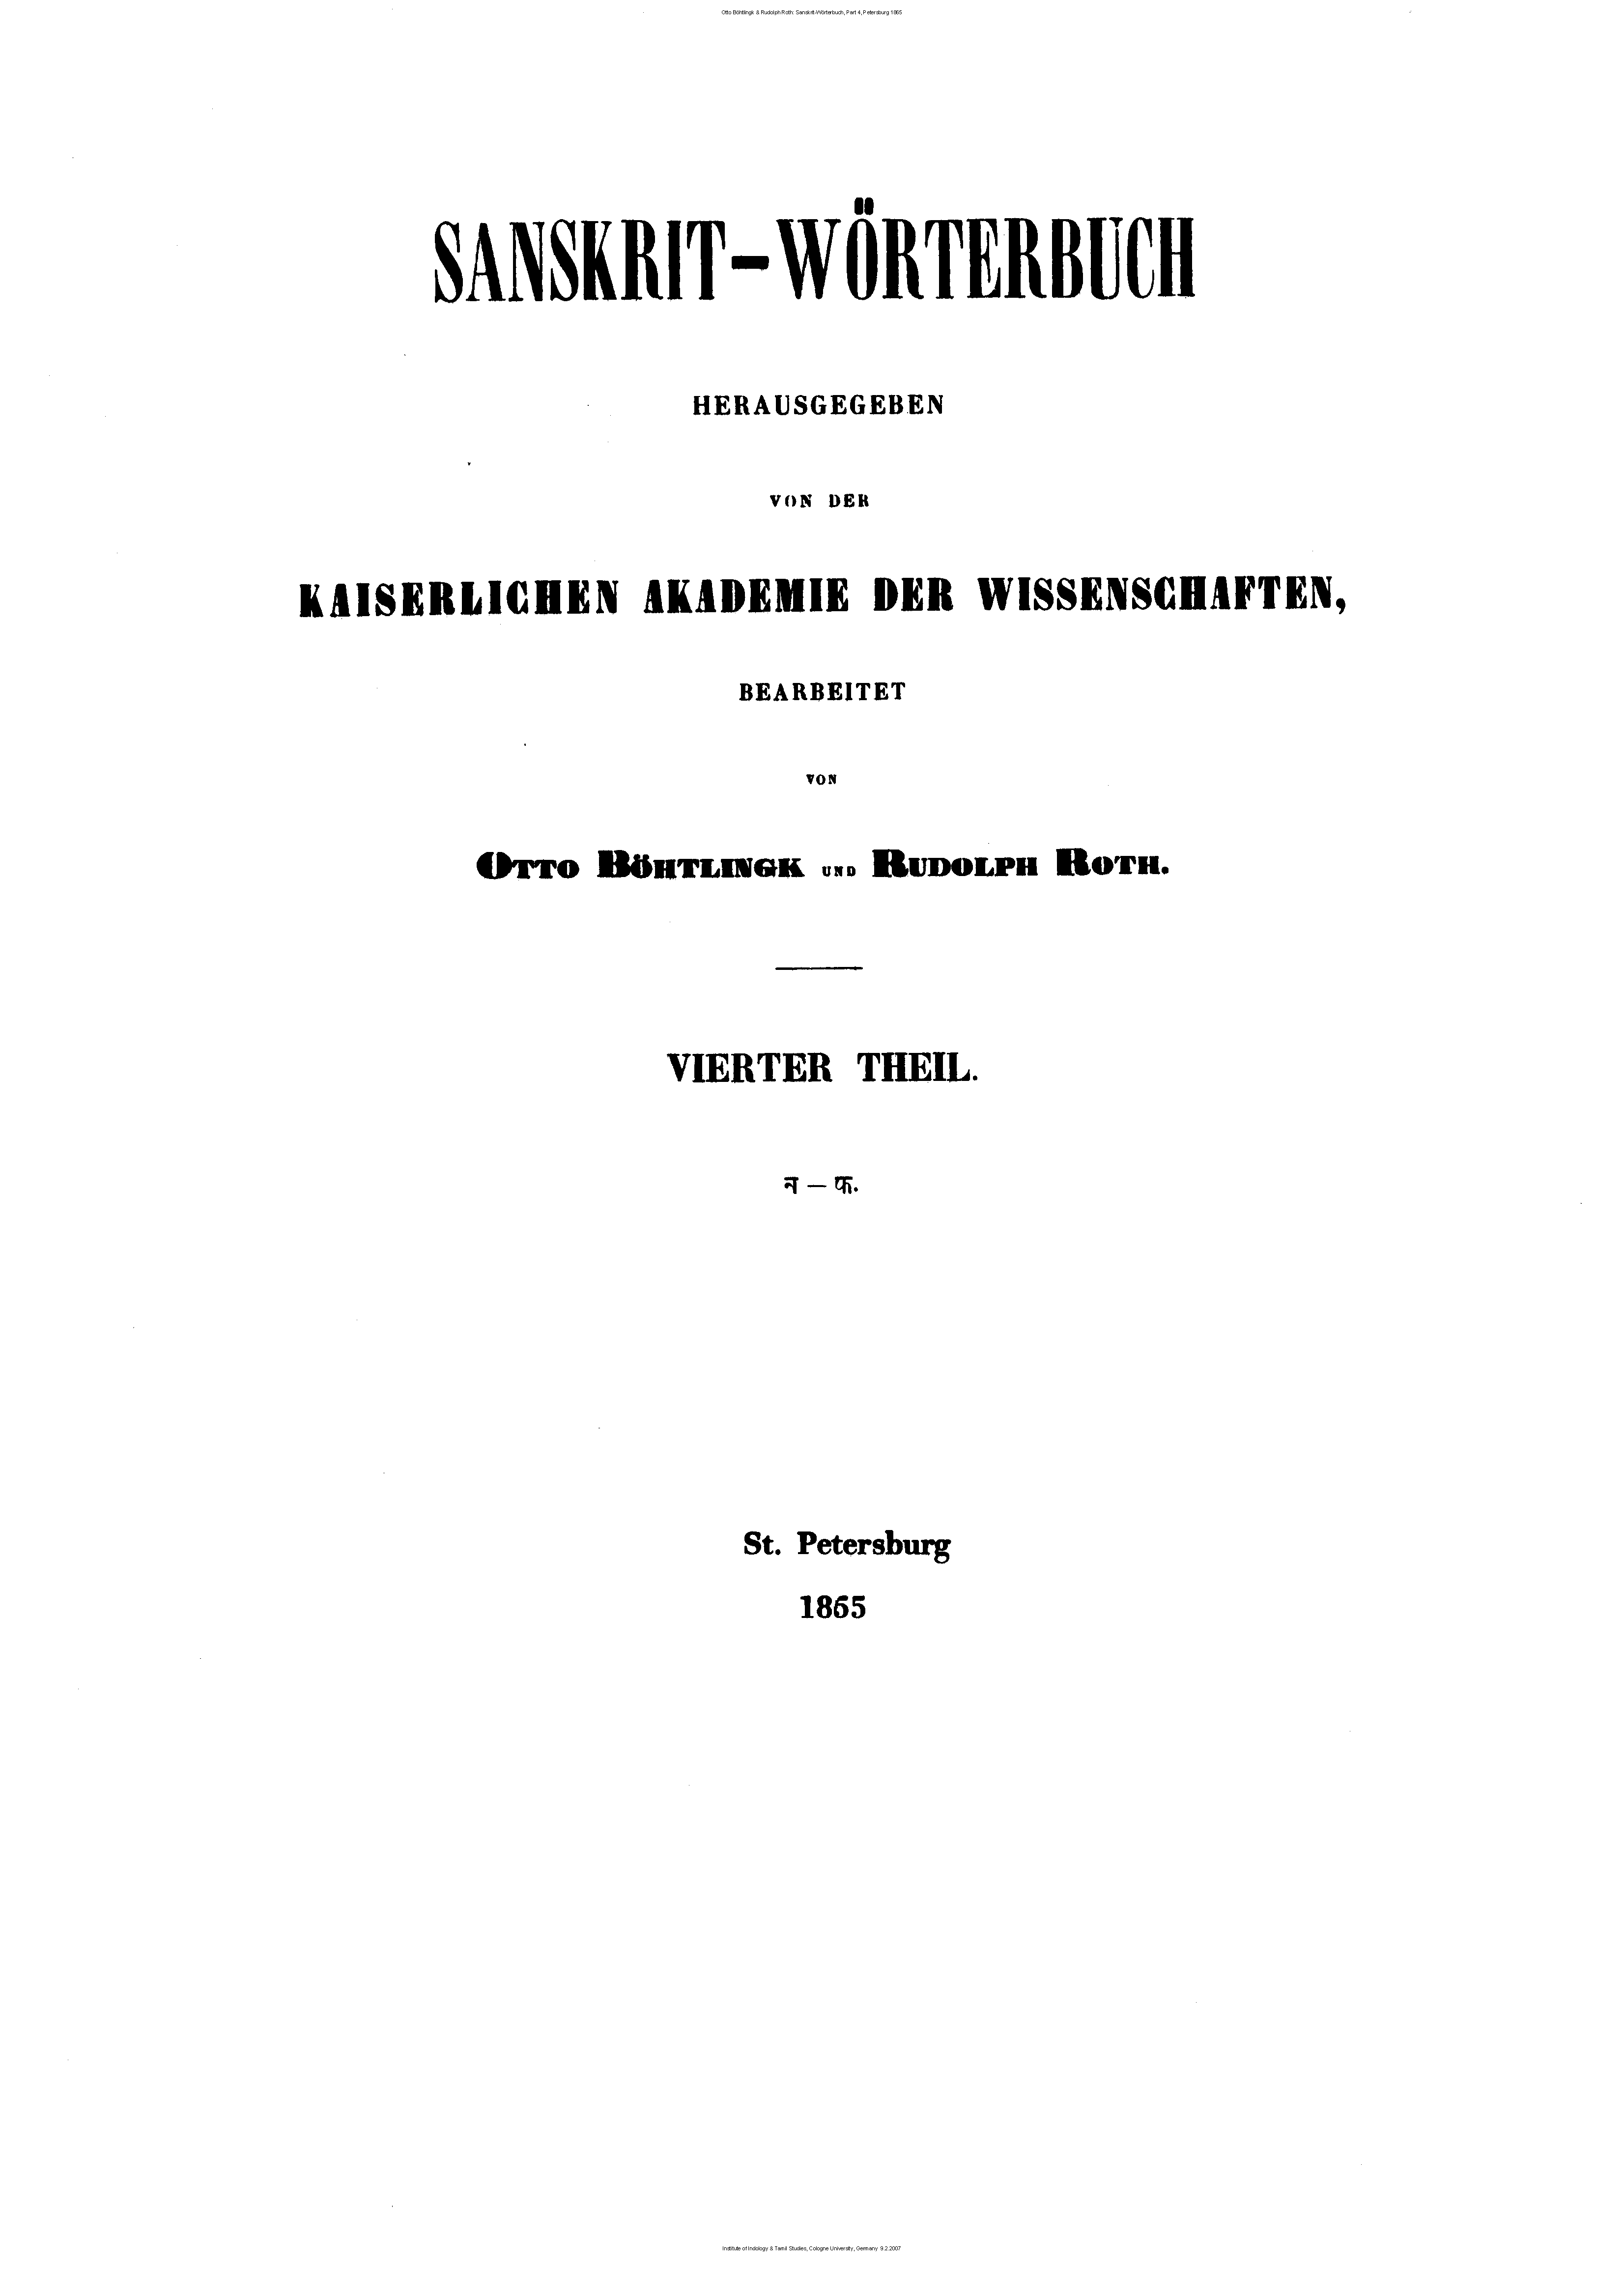 Otto Böhtlingk & Rudolph Roth: Sanskrit-Wörterbuch, Part 4, Petersburg 1865
SANSKRIT-WÖRTERBUCH
HERAUSGEGEBEN
VON DER
KAISERLICHEN AKADEMIE DER WISSENSCHAFTEN,
BEARBEITET
VON
OTTO BÖHTLINGK UND RUDOLPH ROTH.
VIERTER THEIL.
न — फ.
St. Petersburg
1865
Institute of Indology & Tamil Studies, Cologne University, Germany 9.2.2007